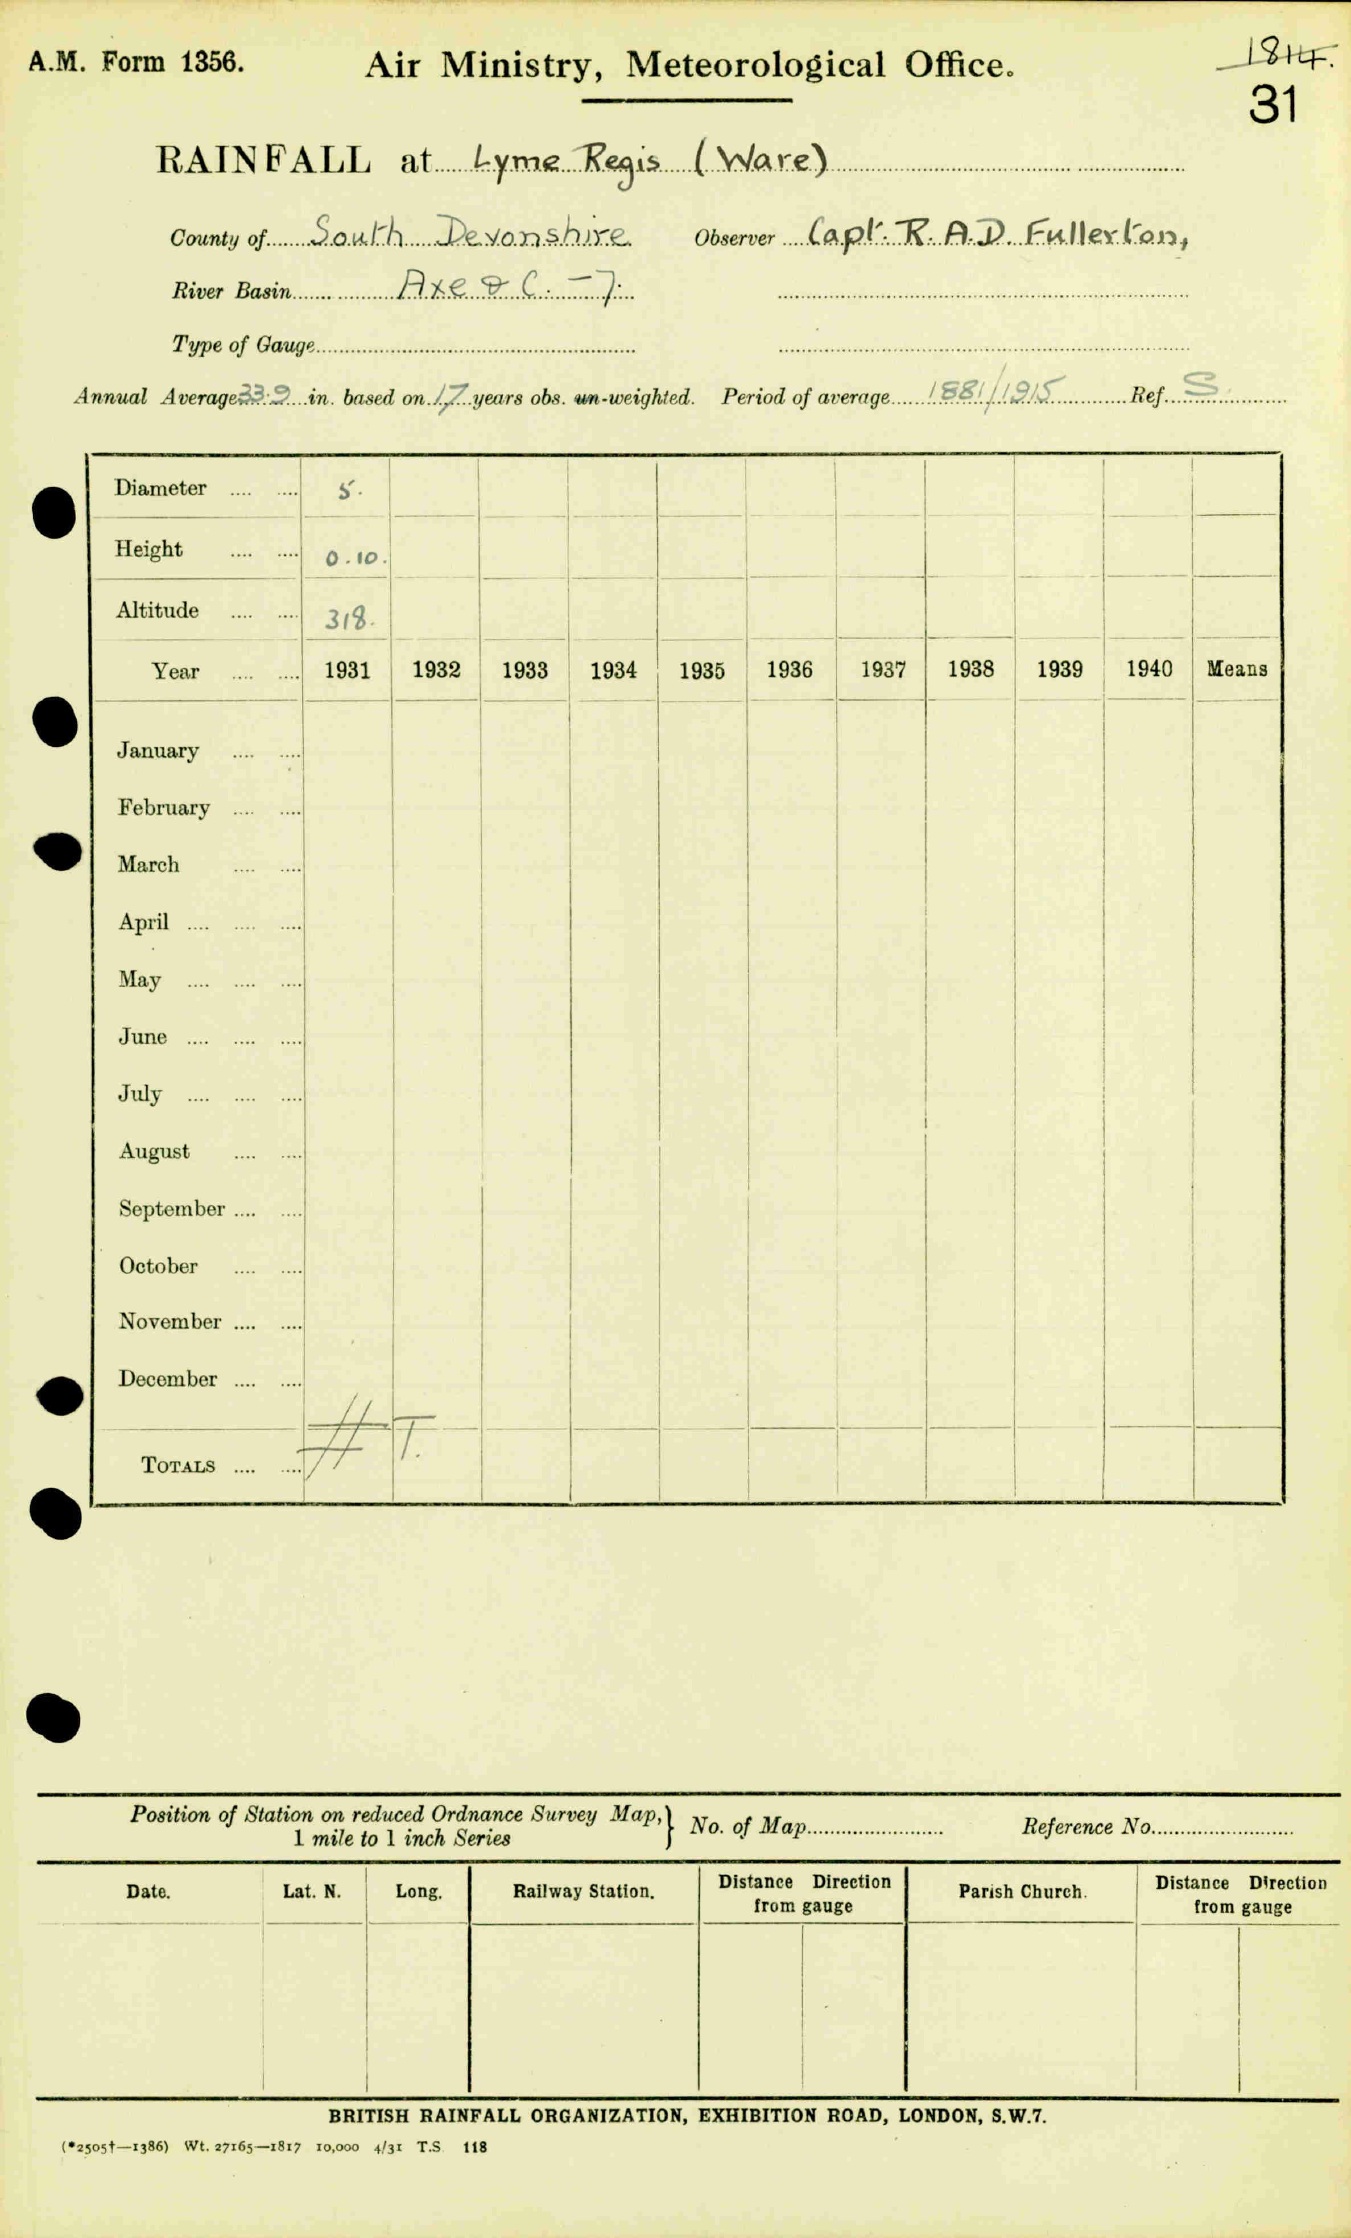 A.M. Form 1356.
Air Ministry, Meteorological Office.
1814.
31
RAINFALL at Lyme Regis (Ware)
County of South Devonshire Observer Capt. R. A. D. Fullerton,
River Basin Axe & C. - 7.
Type of Gauge
Annual Average 33.9 in. based on 17 years obs. un-weighted. Period of average 1881/1915 Ref. S
Diameter .... .... 5.
Height .... .... 0.10.
Altitude .... .... 318.
Year .... .... 1931 1932 1933 1934 1935 1936 1937 1938 1939 1940 Means
January .... ....
February .... ....
March .... ....
April .... .... ....
May .... .... ....
June .... .... ....
July .... .... ....
August .... ....
September .... ....
October .... ....
November .... ....
December .... ....
TOTALS .... .... # T.
Position of Station on reduced Ordnance Survey Map,} No. of Map Reference No.
1 mile to 1 inch Series
Date. Lat. N. Long. Railway Station. Distance Direction from gauge Parish Church. Distance Direction from gauge
BRITISH RAINFALL ORGANIZATION, EXHIBITION ROAD, LONDON, S.W.7.
(*2505†—1386) Wt. 27165—1817 10,000 4/31 T.S. 118